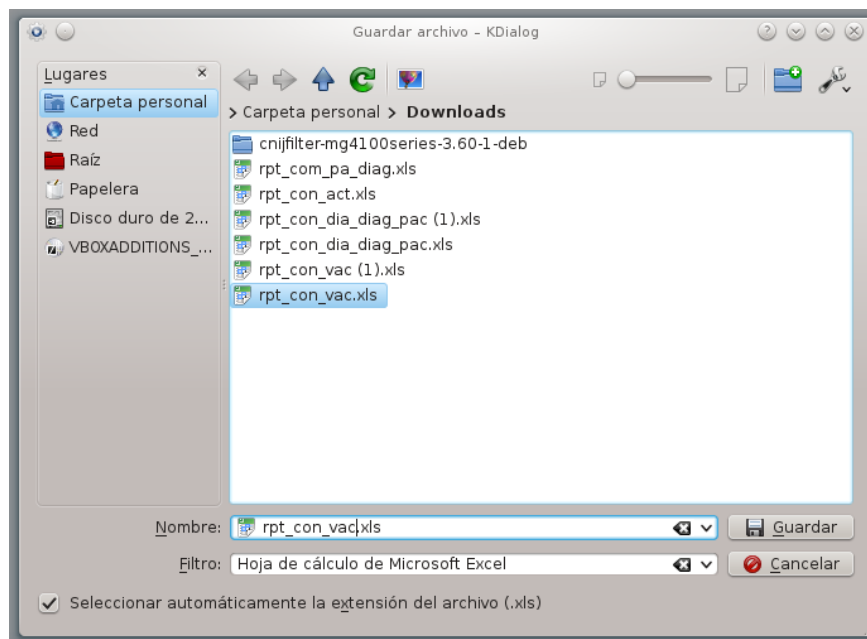 Guardar archivo – KDialog
Lugares
Carpeta personal
Red
Raíz
Papelera
Disco duro de 2...
VBOXADDITIONS_...
> Carpeta personal > Downloads
cnijfilter-mg4100series-3.60-1-deb
rpt_com_pa_diag.xls
rpt_con_act.xls
rpt_con_dia_diag_pac (1).xls
rpt_con_dia_diag_pac.xls
rpt_con_vac (1).xls
rpt_con_vac.xls
Nombre: rpt_con_vac.xls Guardar
Filtro: Hoja de cálculo de Microsoft Excel Cancelar
Seleccionar automáticamente la extensión del archivo (.xls)